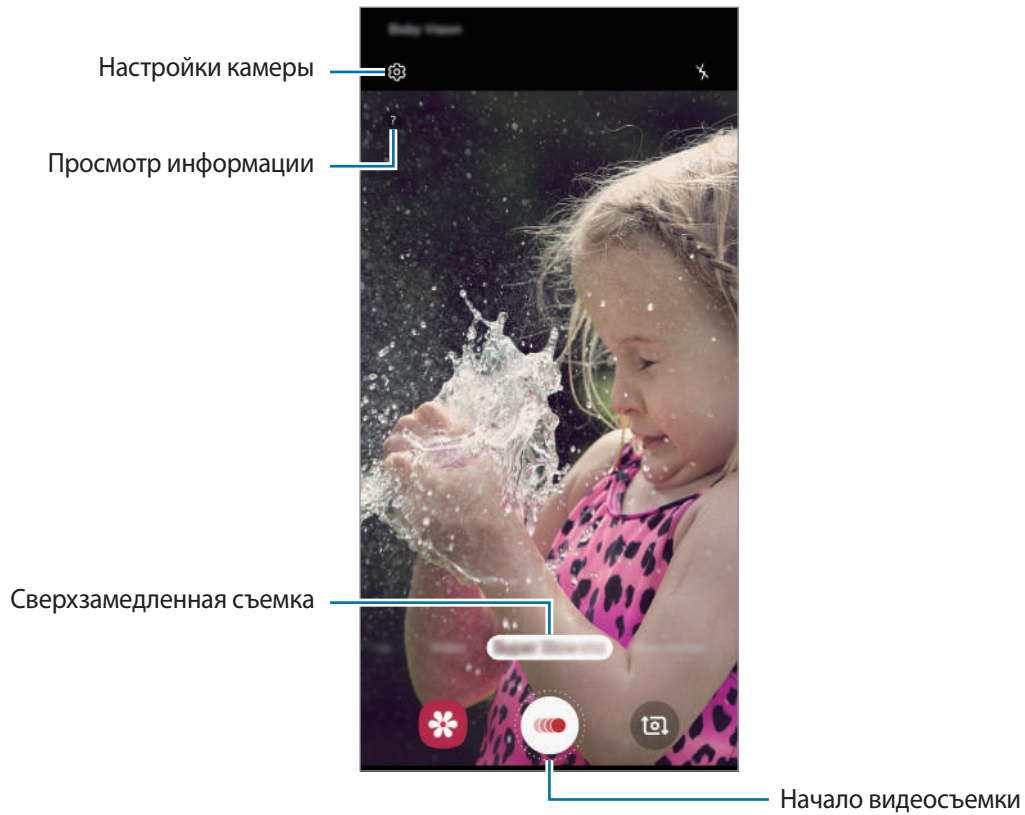 Настройки камеры
?
Просмотр информации
Сверхзамедленная съемка
Начало видеосъемки